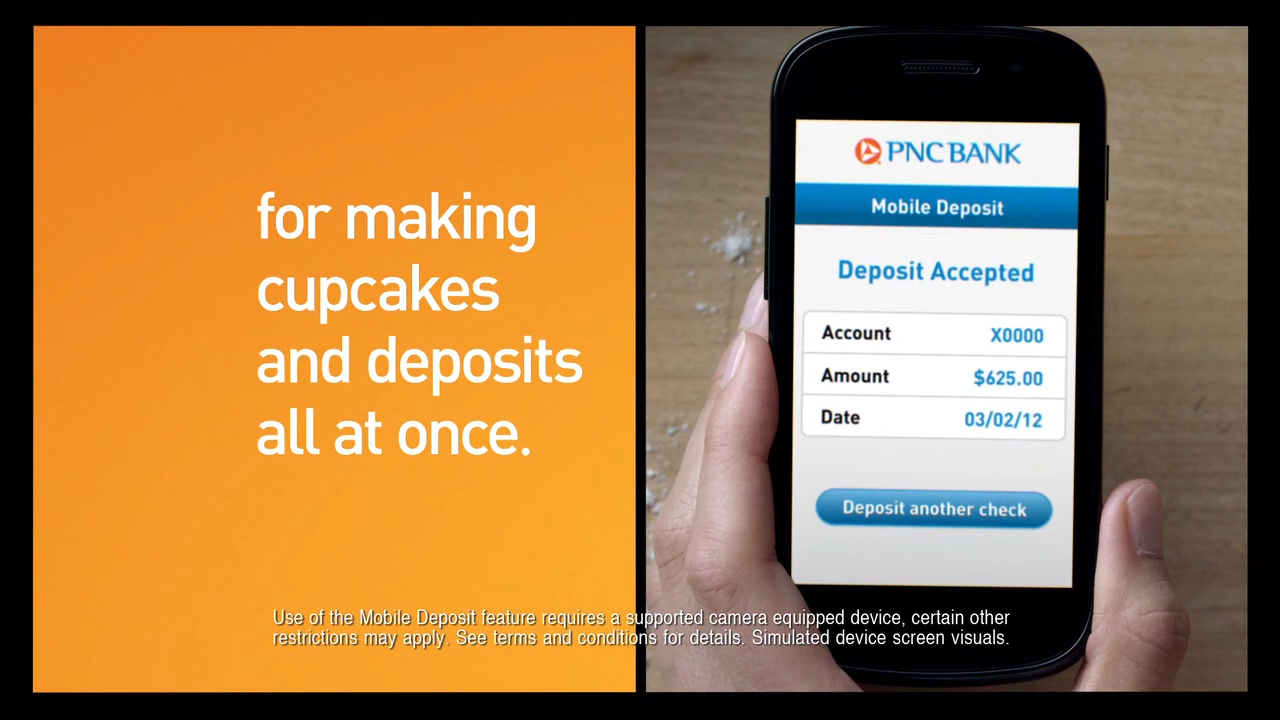 for making
cupcakes
and deposits
all at once.
PNC BANK
Mobile Deposit
Deposit Accepted
Account X0000
Amount $625.00
Date 03/02/12
Deposit another check
Use of the Mobile Deposit feature requires a supported camera equipped device, certain other
restrictions may apply. See terms and conditions for details. Simulated device screen visuals.